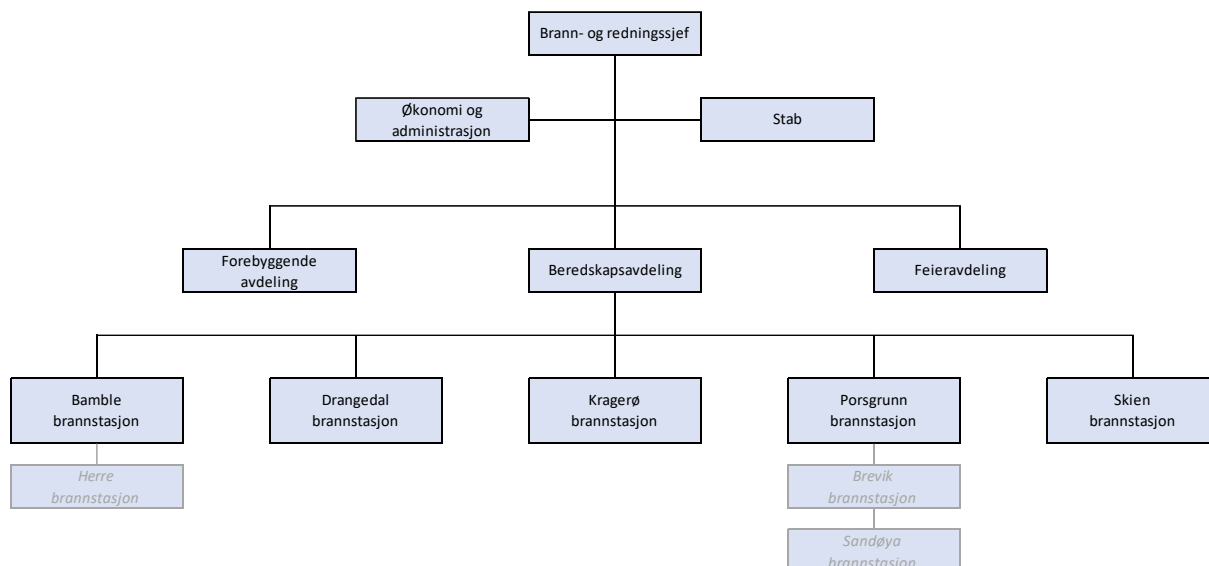 Brann- og redningssjef
Økonomi og
administrasjon
Stab
Forebyggende
avdeling
Beredskapsavdeling
Feieravdeling
Bamble
brannstasjon
Drangedal
brannstasjon
Kragerø
brannstasjon
Porsgrunn
brannstasjon
Skien
brannstasjon
Herre
brannstasjon
Brevik
brannstasjon
Sandøya
brannstasjon